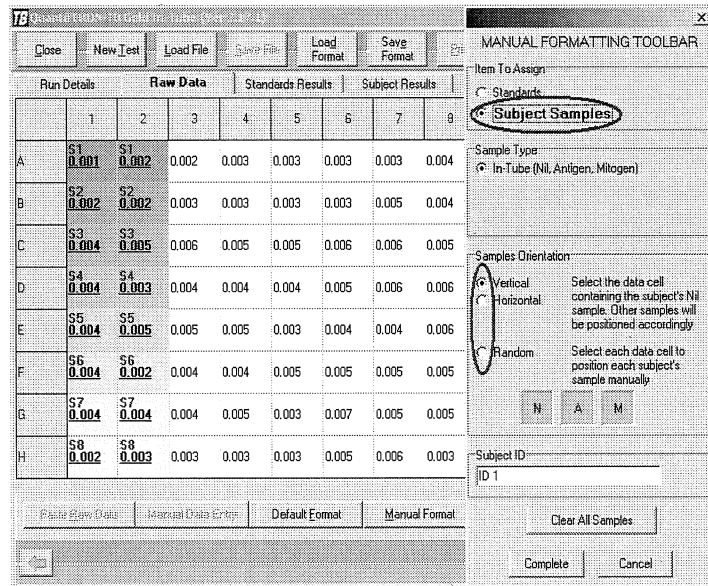 QuantiFERON-TB Gold In-Tube
Close New Test Load File Save File Load Format Save Format
Run Details Raw Data Standards Results Subject Results
1 2 3 4 5 6 7 8
S1 S1
A 0.001 0.002 0.002 0.003 0.003 0.003 0.003 0.004
S2 S2
B 0.002 0.002 0.003 0.003 0.003 0.003 0.005 0.004
S3 S3
C 0.004 0.005 0.006 0.005 0.005 0.006 0.006 0.005
S4 S4
D 0.004 0.003 0.004 0.004 0.004 0.005 0.006 0.006
S5 S5
E 0.004 0.005 0.005 0.005 0.003 0.004 0.004 0.006
S6 S6
F 0.004 0.002 0.004 0.004 0.005 0.005 0.005 0.005
S7 S7
G 0.004 0.004 0.004 0.005 0.003 0.007 0.005 0.005
S8 S8
H 0.002 0.003 0.003 0.003 0.003 0.005 0.006 0.003
Paste Raw Data Manual Data Entry Default Format Manual Format
MANUAL FORMATTING TOOLBAR
Item To Assign
Standards
Subject Samples
Sample Type
In-Tube (Nil, Antigen, Mitogen)
Samples Orientation
Vertical
Horizontal
Select the data cell
containing the subject's Nil
sample. Other samples will
be positioned accordingly
Random
Select each data cell to
position each subject's
sample manually
N A M
Subject ID
ID 1
Clear All Samples
Complete Cancel